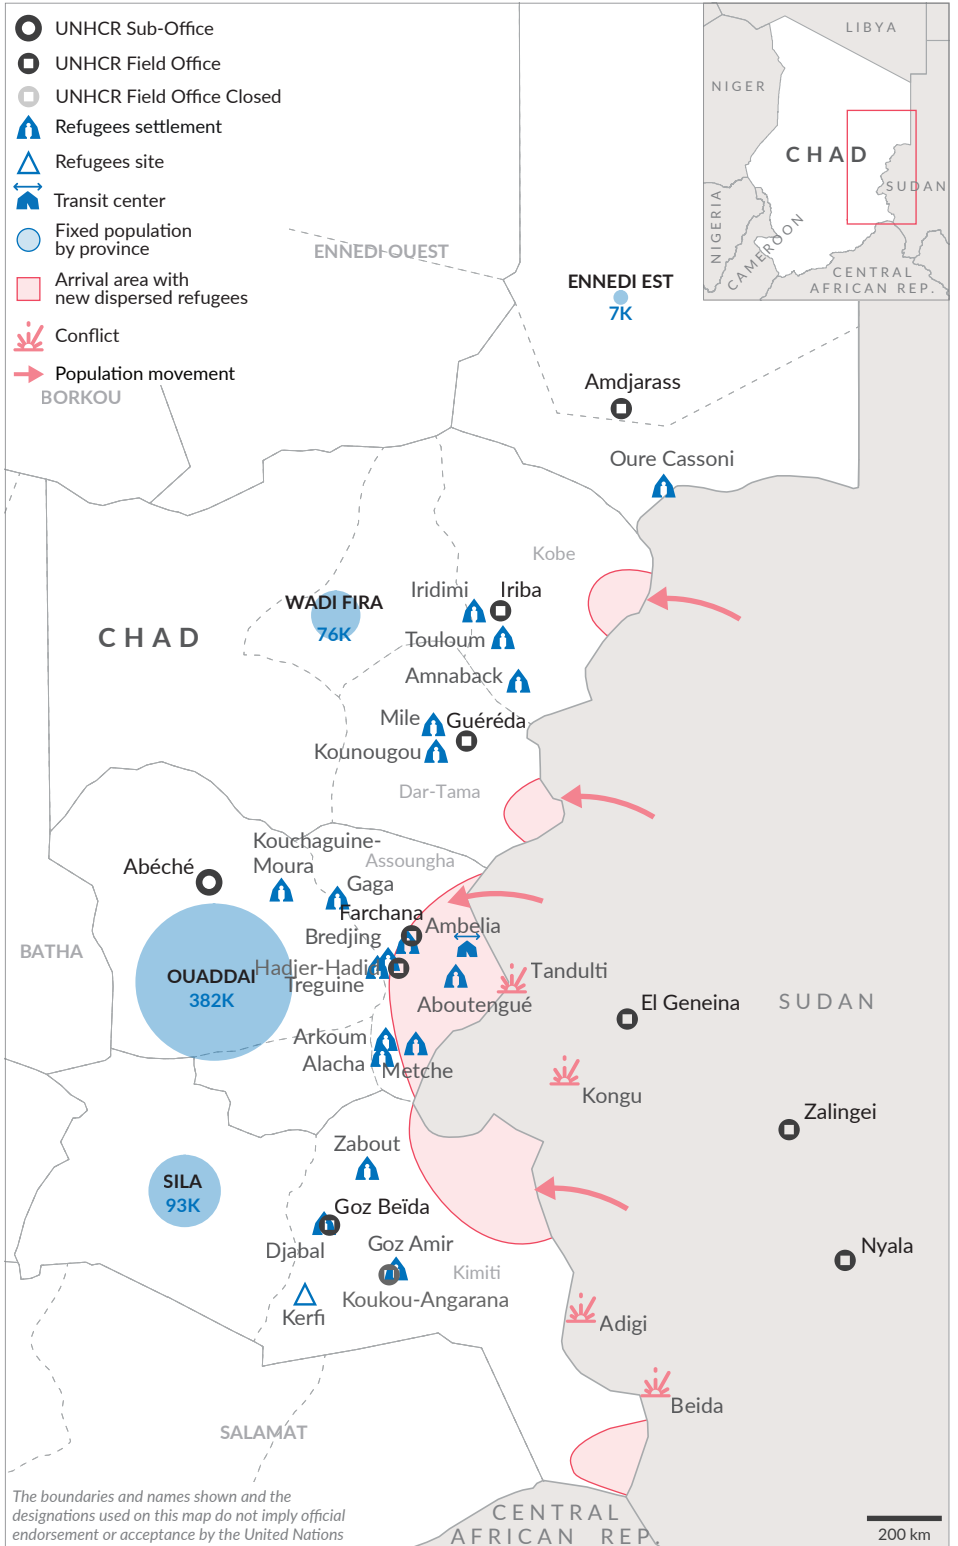 UNHCR Sub-Office
UNHCR Field Office
UNHCR Field Office Closed
Refugees settlement
Refugees site
Transit center
Fixed population
by province
Arrival area with
new dispersed refugees
Conflict
Population movement
LIBYA
NIGER
CHAD
SUDAN
NIGERIA
CAMEROON
CENTRAL
AFRICAN REP.
ENNEDI OUEST
ENNEDI EST
7K
BORKOU
Amdjarass
Oure Cassoni
Kobe
Iridimi
Iriba
WADI FIRA
76K
CHAD
Touloum
Amnaback
Mile
Guéréda
Kounougou
Dar-Tama
Kouchaguine-
Moura
Assoungha
Abéché
Gaga
Farchana
Ambelia
Bredjing
BATHA
Hadjer-Hadid
Treguine
OUADDAI
382K
Tandulti
Aboutengué
El Geneina
SUDAN
Arkoum
Alacha
Metche
Kongu
Zalingei
Zabout
SILA
93K
Goz Beïda
Djabal
Goz Amir
Kimiti
Nyala
Koukou-Angarana
Kerfi
Adigi
Beida
SALAMAT
The boundaries and names shown and the
designations used on this map do not imply official
endorsement or acceptance by the United Nations
CENTRAL
AFRICAN REP.
200 km